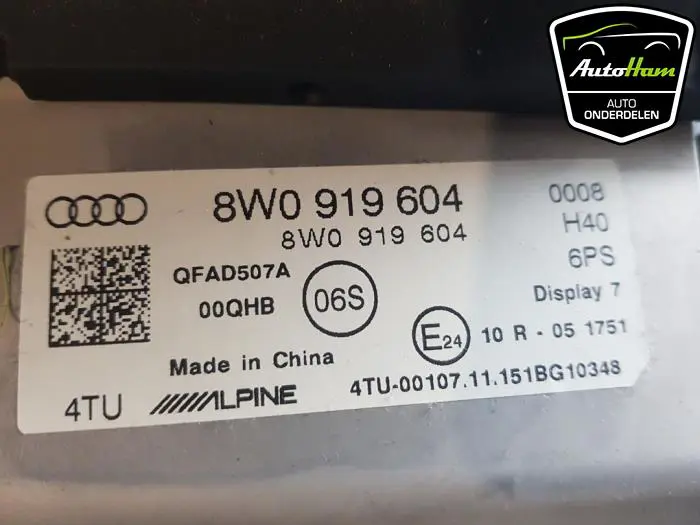 AutoHam
AUTO
ONDERDELEN
8W0 919 604
0008
8W0 919 604
H40
QFAD507A
6PS
00QHB
06S
Display 7
E24
10 R - 05 1751
Made in China
4TU
ALPINE
4TU-00107.11.151BG10348